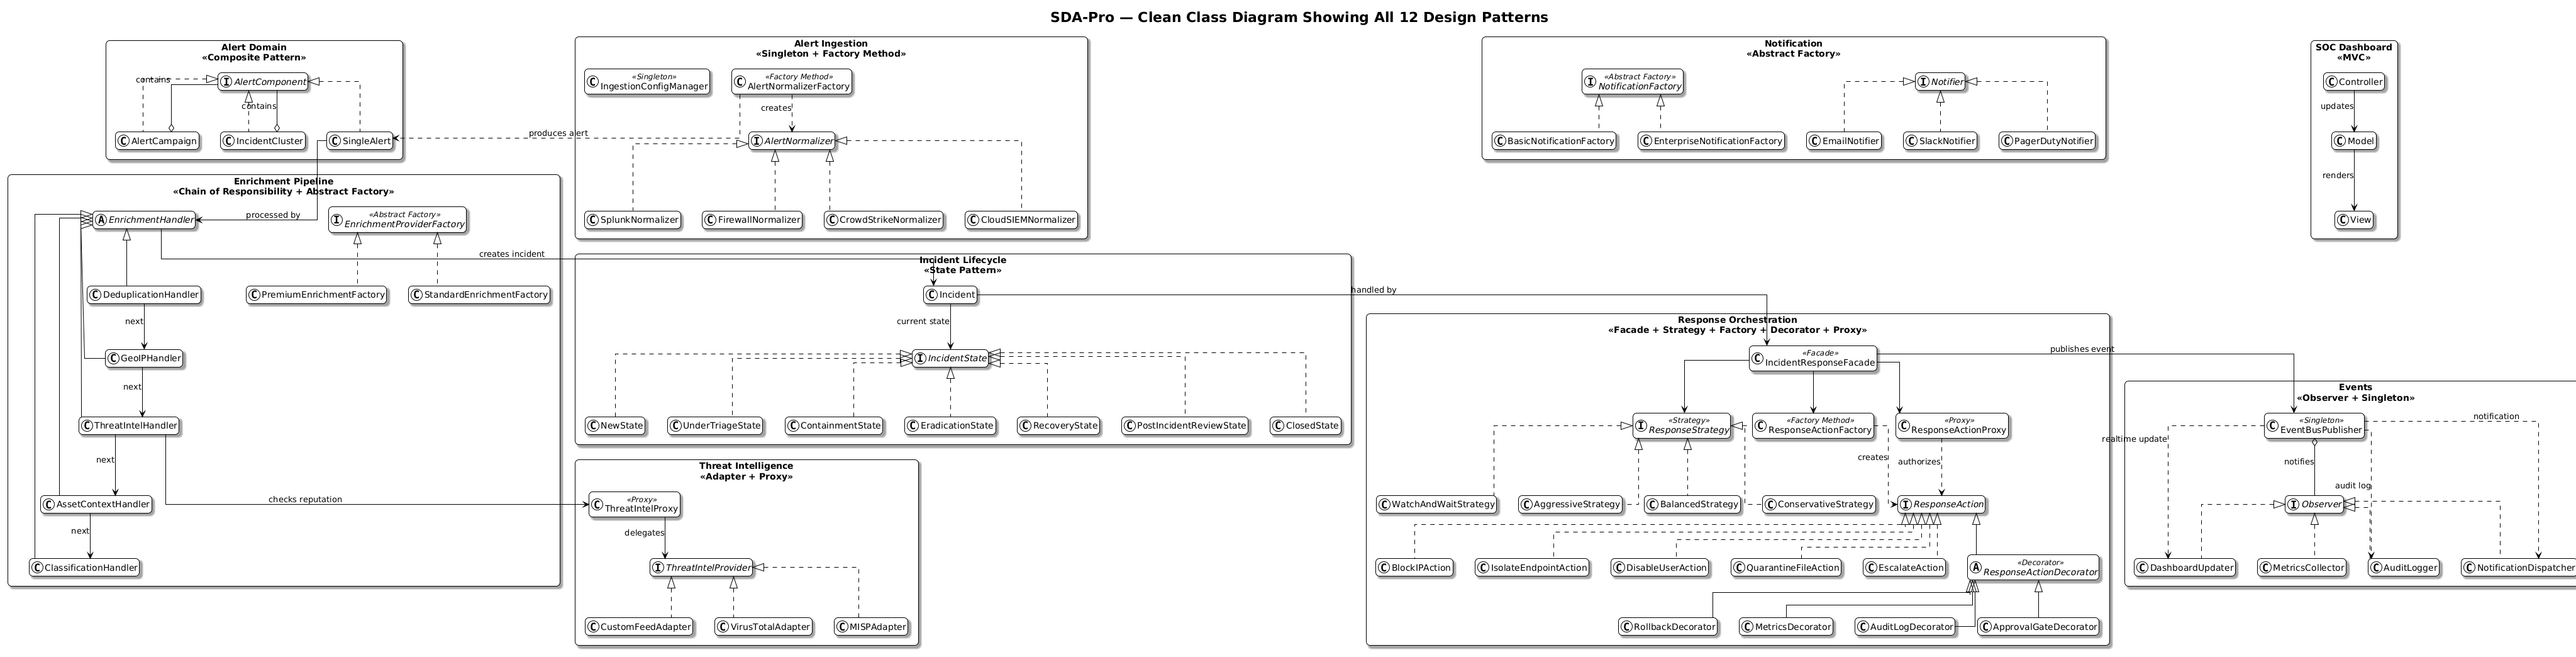 SDA-Pro — Clean Class Diagram Showing All 12 Design Patterns
Alert Domain
«Composite Pattern»
contains
I AlertComponent
contains
C AlertCampaign
C IncidentCluster
C SingleAlert
Alert Ingestion
«Singleton + Factory Method»
«Singleton»
C IngestionConfigManager
«Factory Method»
C AlertNormalizerFactory
creates
produces alert
I AlertNormalizer
C SplunkNormalizer
C FirewallNormalizer
C CrowdStrikeNormalizer
C CloudSIEMNormalizer
Notification
«Abstract Factory»
«Abstract Factory»
I NotificationFactory
I Notifier
C BasicNotificationFactory
C EnterpriseNotificationFactory
C EmailNotifier
C SlackNotifier
C PagerDutyNotifier
SOC Dashboard
«MVC»
C Controller
updates
C Model
renders
C View
Enrichment Pipeline
«Chain of Responsibility + Abstract Factory»
A EnrichmentHandler
processed by
«Abstract Factory»
I EnrichmentProviderFactory
creates incident
C DeduplicationHandler
C PremiumEnrichmentFactory
C StandardEnrichmentFactory
next
C GeoIPHandler
next
C ThreatIntelHandler
next
checks reputation
C AssetContextHandler
next
C ClassificationHandler
Incident Lifecycle
«State Pattern»
C Incident
handled by
current state
I IncidentState
C NewState
C UnderTriageState
C ContainmentState
C EradicationState
C RecoveryState
C PostIncidentReviewState
C ClosedState
Threat Intelligence
«Adapter + Proxy»
«Proxy»
C ThreatIntelProxy
delegates
I ThreatIntelProvider
C CustomFeedAdapter
C VirusTotalAdapter
C MISPAdapter
Response Orchestration
«Facade + Strategy + Factory + Decorator + Proxy»
«Facade»
C IncidentResponseFacade
publishes event
«Strategy»
I ResponseStrategy
«Factory Method»
C ResponseActionFactory
«Proxy»
C ResponseActionProxy
creates
authorizes
C WatchAndWaitStrategy
C AggressiveStrategy
C BalancedStrategy
C ConservativeStrategy
I ResponseAction
C BlockIPAction
C IsolateEndpointAction
C DisableUserAction
C QuarantineFileAction
C EscalateAction
«Decorator»
A ResponseActionDecorator
C RollbackDecorator
C MetricsDecorator
C AuditLogDecorator
C ApprovalGateDecorator
Events
«Observer + Singleton»
«Singleton»
C EventBusPublisher
notification
realtime update
notifies
audit log
I Observer
C DashboardUpdater
C MetricsCollector
C AuditLogger
C NotificationDispatcher